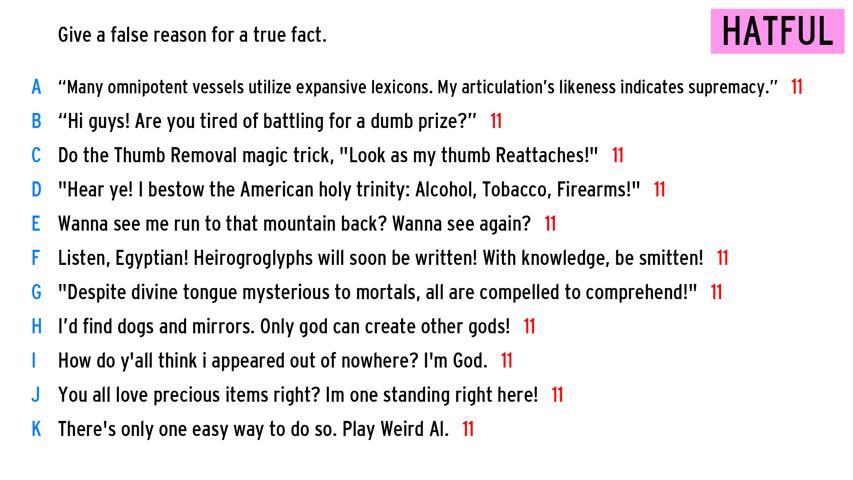 Give a false reason for a true fact.
HATFUL
A “Many omnipotent vessels utilize expansive lexicons. My articulation’s likeness indicates supremacy.” 11
B “Hi guys! Are you tired of battling for a dumb prize?” 11
C Do the Thumb Removal magic trick, "Look as my thumb Reattaches!" 11
D "Hear ye! I bestow the American holy trinity: Alcohol, Tobacco, Firearms!" 11
E Wanna see me run to that mountain back? Wanna see again? 11
F Listen, Egyptian! Heirogroglyphs will soon be written! With knowledge, be smitten! 11
G "Despite divine tongue mysterious to mortals, all are compelled to comprehend!" 11
H I’d find dogs and mirrors. Only god can create other gods! 11
I How do y'all think i appeared out of nowhere? I'm God. 11
J You all love precious items right? Im one standing right here! 11
K There's only one easy way to do so. Play Weird Al. 11